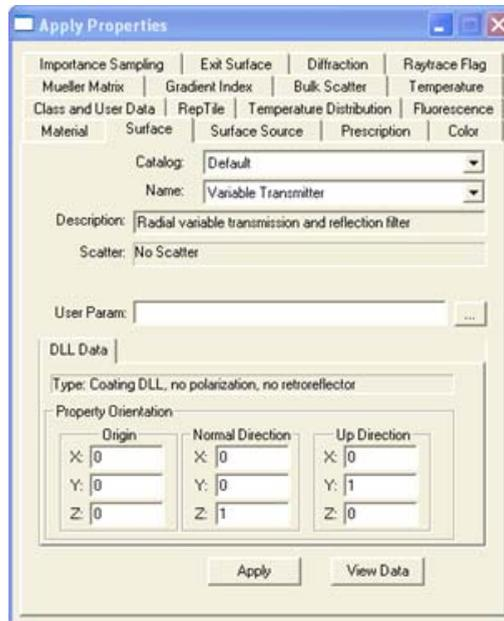 Apply Properties
Importance Sampling Exit Surface Diffraction Raytrace Flag
Mueller Matrix Gradient Index Bulk Scatter Temperature
Class and User Data RepTile Temperature Distribution Fluorescence
Material Surface Surface Source Prescription Color
Catalog: Default
Name: Variable Transmitter
Description: Radial variable transmission and reflection filter
Scatter: No Scatter
User Param: ...
DLL Data
Type: Coating DLL, no polarization, no retroreflector
Property Orientation
Origin Normal Direction Up Direction
X: 0 X: 0 X: 0
Y: 0 Y: 0 Y: 1
Z: 0 Z: 1 Z: 0
Apply View Data